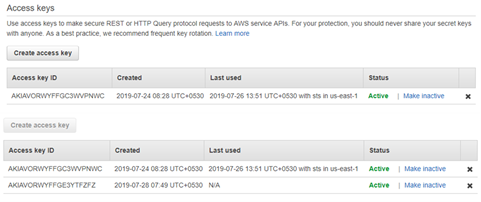 Access keys
Use access keys to make secure REST or HTTP Query protocol requests to AWS service APIs. For your protection, you should never share your secret keys
with anyone. As a best practice, we recommend frequent key rotation. Learn more
Create access key
Access key ID Created Last used Status
AKIAVORWYFFGC3WVPNWC 2019-07-24 08:28 UTC+0530 2019-07-26 13:51 UTC+0530 with sts in us-east-1 Active | Make inactive ✖
Create access key
Access key ID Created Last used Status
AKIAVORWYFFGC3WVPNWC 2019-07-24 08:28 UTC+0530 2019-07-26 13:51 UTC+0530 with sts in us-east-1 Active | Make inactive ✖
AKIAVORWYFFGE3YTFZFZ 2019-07-28 07:49 UTC+0530 N/A Active | Make inactive ✖